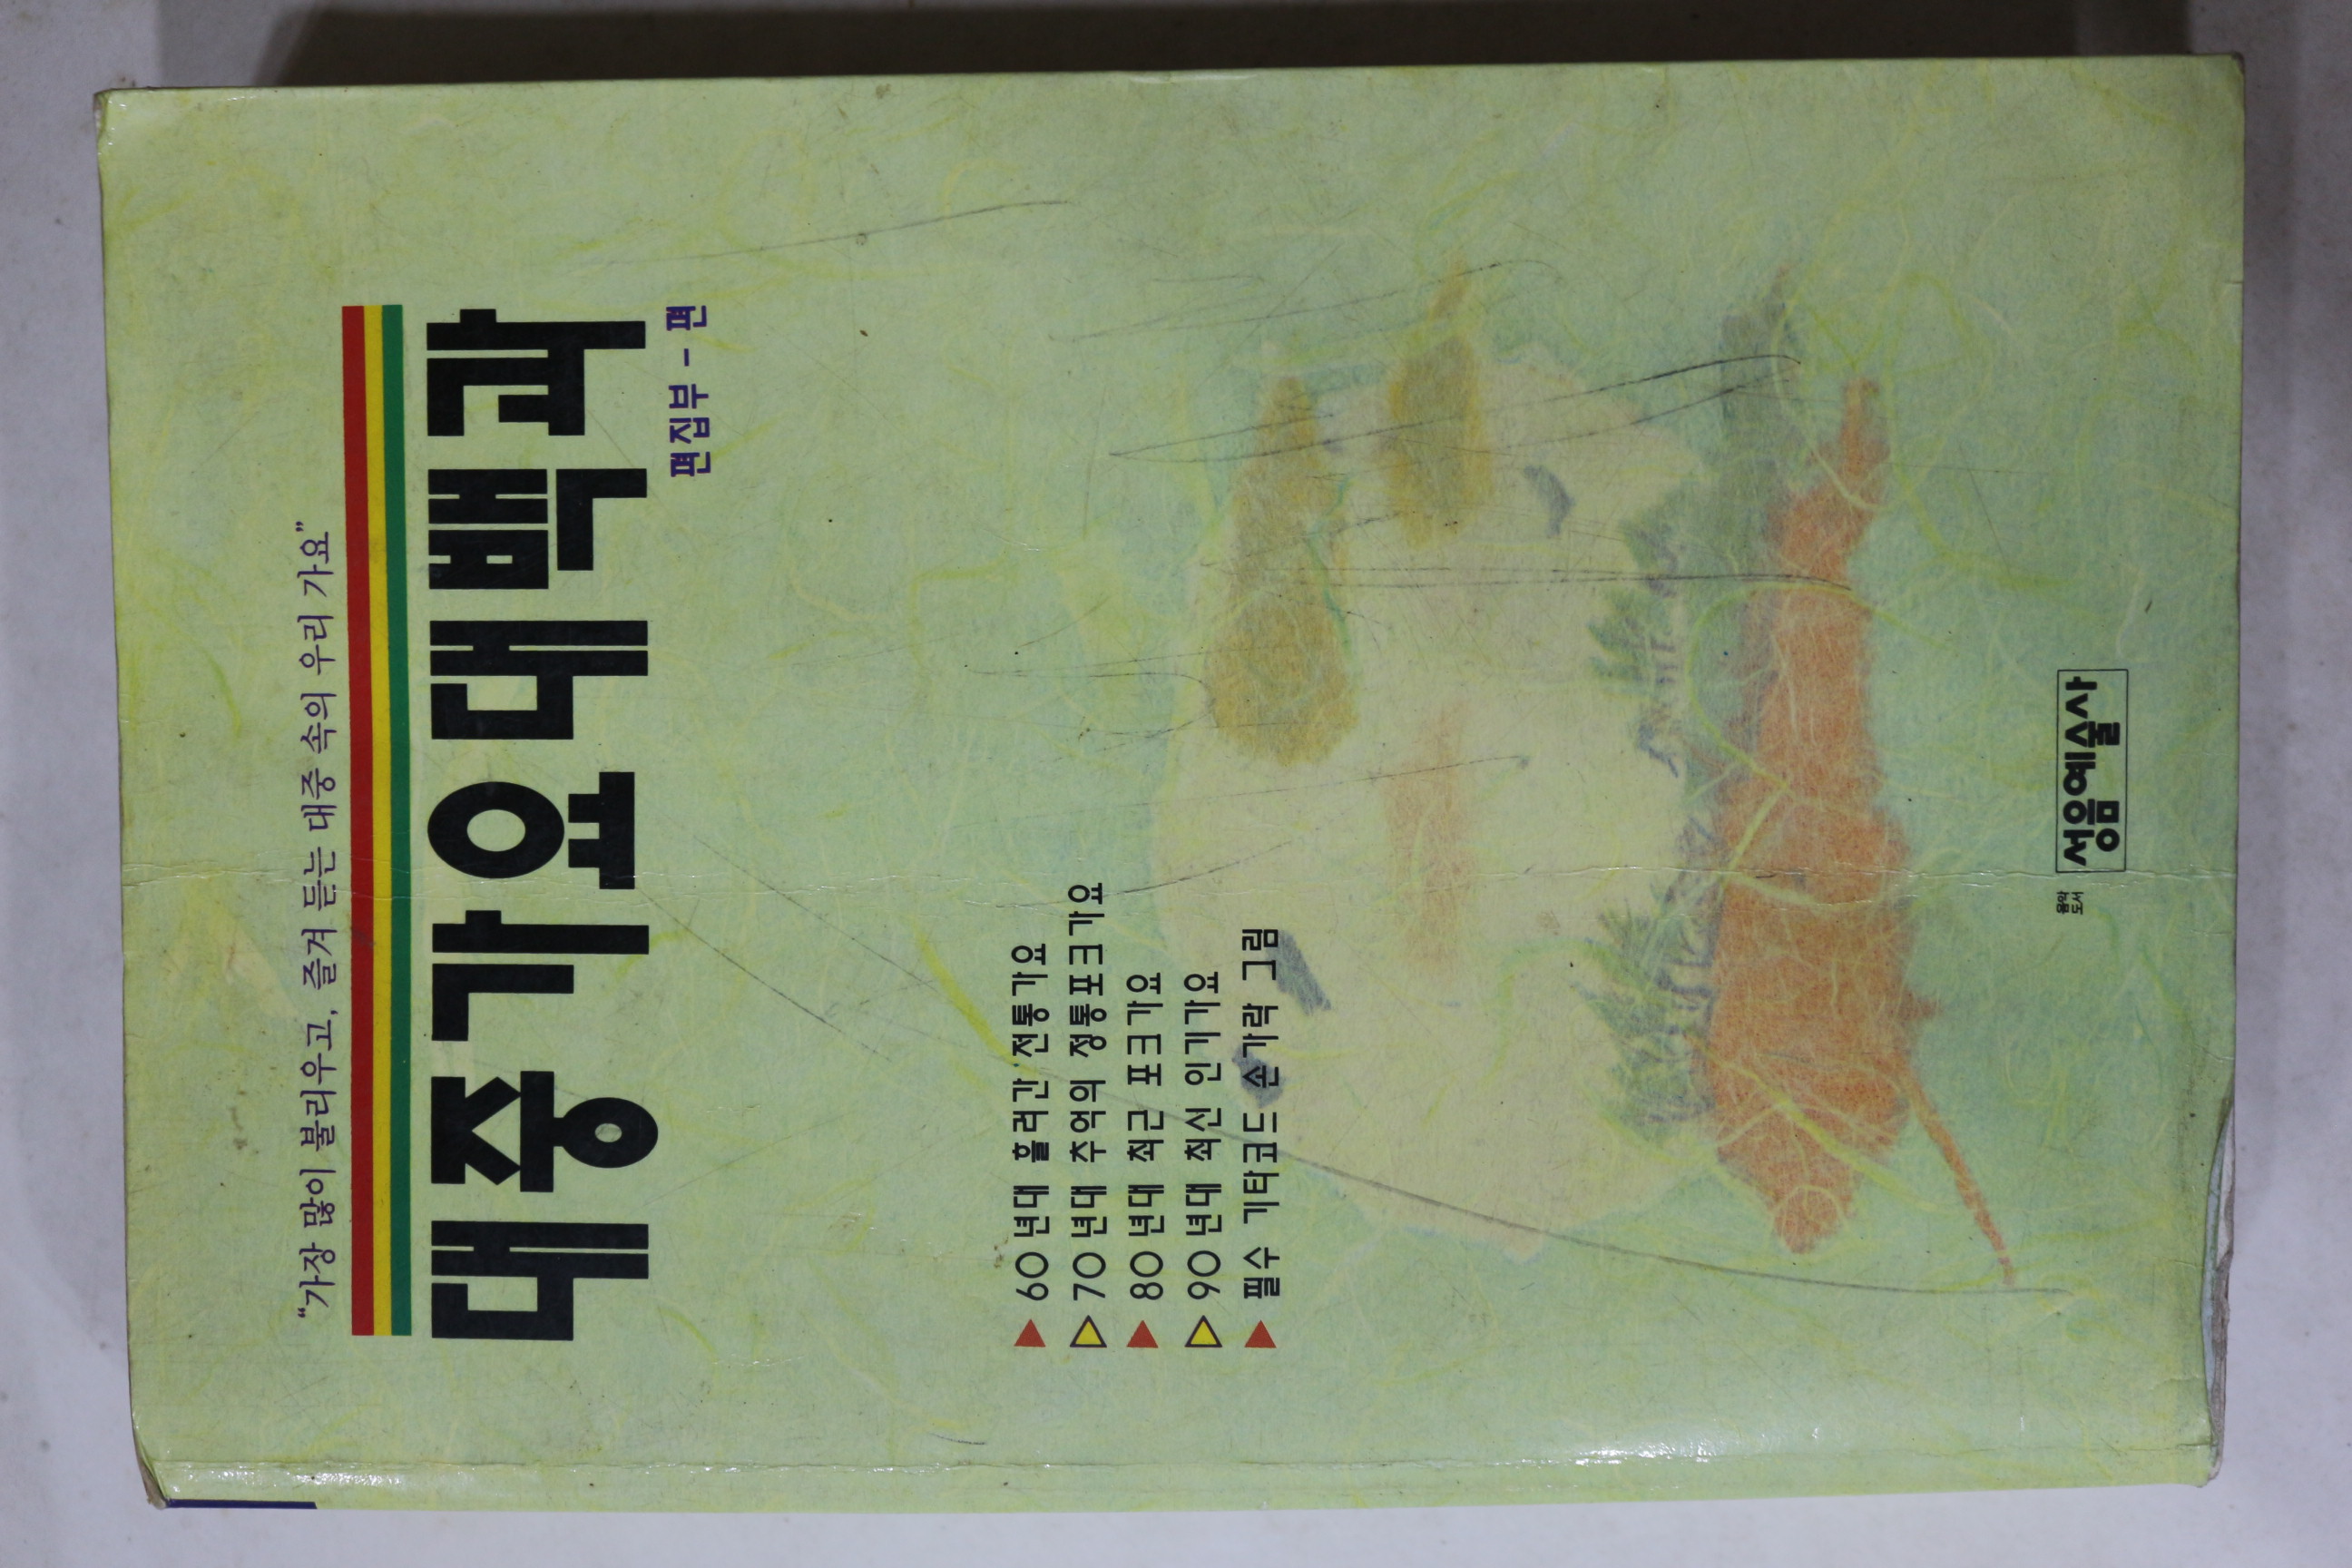 “가장 많이 불리우고, 즐겨 듣는 대중 속의 우리 가요”
대중가요대백과
편집부 - 편
▶ 60년대 흘러간 전통가요
▷ 70년대 추억의 정통포크가요
▶ 80년대 최근 포크가요
▷ 90년대 최신 인기가요
▶ 필수 기타코드 손가락 그림
음악
도서
서음예술사